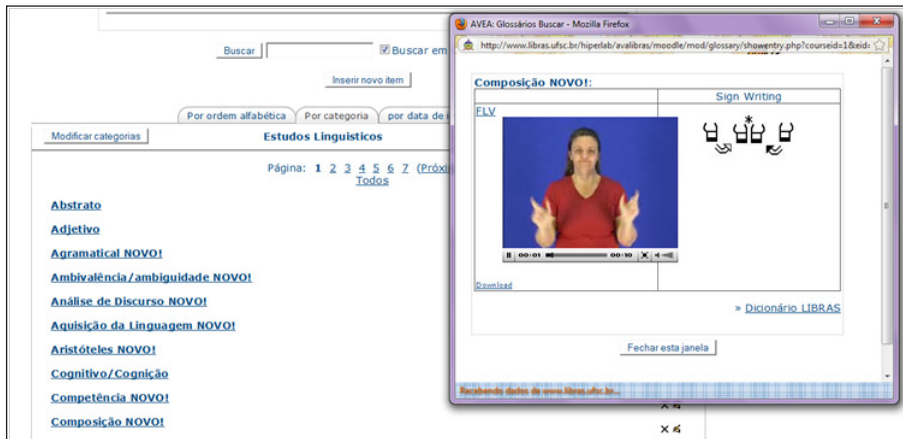 AVEA: Glossários Buscar - Mozilla Firefox
http://www.libras.ufsc.br/hiperlab/avalibras/moodle/mod/glossary/showentry.php?courseid=1&eid=
Buscar
Buscar em
Inserir novo item
Por ordem alfabética Por categoria por data de
Modificar categorias
Estudos Linguisticos
Página: 1 2 3 4 5 6 7
Todos
Abstrato
Adjetivo
Agramatical NOVO!
Ambivalência/ambiguidade NOVO!
Análise de Discurso NOVO!
Aquisição da Linguagem NOVO!
Aristóteles NOVO!
Cognitivo/Cognição
Competência NOVO!
Composição NOVO!
Composição NOVO!:
Sign Writing
FLV
00:01 00:10
Download
» Dicionário LIBRAS
Fechar esta janela
Recebendo dados de www.libras.ufsc.br...